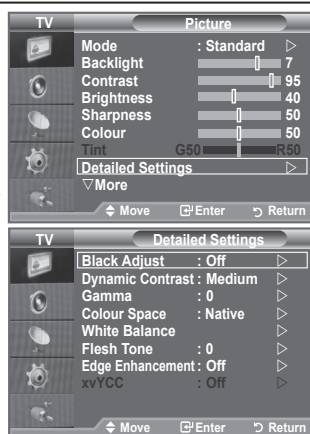 TV Picture
Mode : Standard ▷
Backlight 7
Contrast 95
Brightness 40
Sharpness 50
Colour 50
Tint G50 R50
Detailed Settings ▷
▽More
Move Enter Return
TV Detailed Settings
Black Adjust : Off ▷
Dynamic Contrast : Medium ▷
Gamma : 0 ▷
Colour Space : Native ▷
White Balance ▷
Flesh Tone : 0 ▷
Edge Enhancement : Off ▷
xvYCC : Off ▷
Move Enter Return